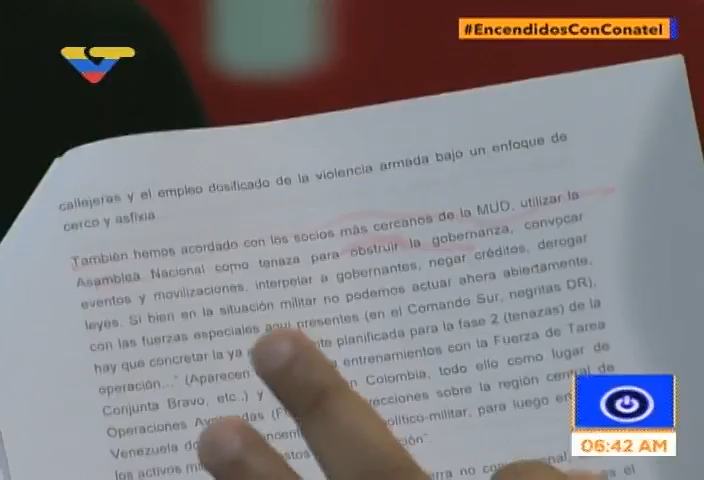 #EncendidosConConatel
callejeras y el empleo dosificado de la violencia armada bajo un enfoque de
cerco y asfixia
También hemos acordado con los socios más cercanos de la MUD, utilizar la
Asamblea Nacional como tenaza para obstruir la gobernanza, convocar
eventos y movilizaciones, interpelar a gobernantes, negar créditos, derogar
leyes. Si bien en la situación militar no podemos actuar ahora abiertamente,
con las fuerzas especiales aquí presentes (en el Comando Sur, negritas DR),
hay que concretar la ya planificada para la fase 2 (tenazas) de la
operación..." (Aparecen entrenamientos con la Fuerza de Tarea
Conjunta Bravo, etc..) y Colombia, todo ello como lugar de
Operaciones sobre la región central de
Venezuela político-militar, para luego
los activos
06:42 AM